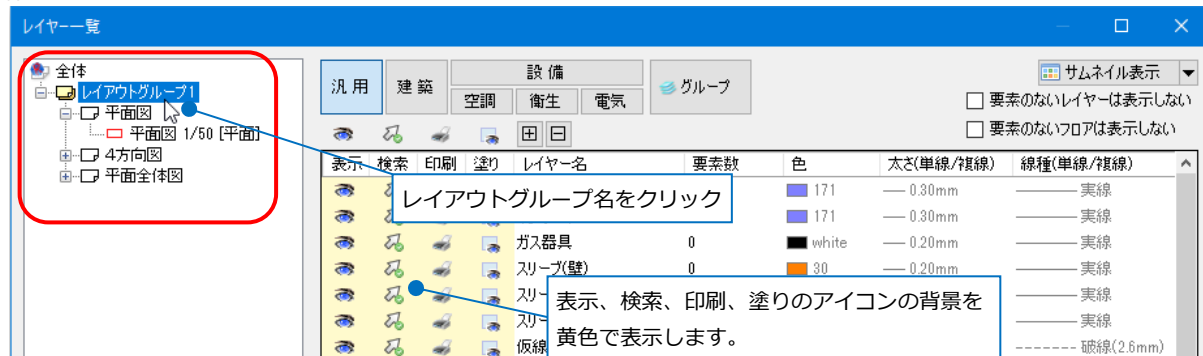 レイヤー一覧
全体
レイアウトグループ1
平面図
平面図 1/50 [平面]
4方向図
平面全体図
汎用 建築 設備 グループ サムネイル表示
空調 衛生 電気
要素のないレイヤーは表示しない
要素のないフロアは表示しない
表示 検索 印刷 塗り レイヤー名 要素数 色 太さ(単線/複線) 線種(単線/複線)
171 0.30mm 実線
レイアウトグループ名をクリック
171 0.30mm 実線
ガス器具 0 white 0.20mm 実線
スリーブ(壁) 0 30 0.20mm 実線
実線
表示、検索、印刷、塗りのアイコンの背景を
黄色で表示します。
実線
仮線 破線(2.6mm)